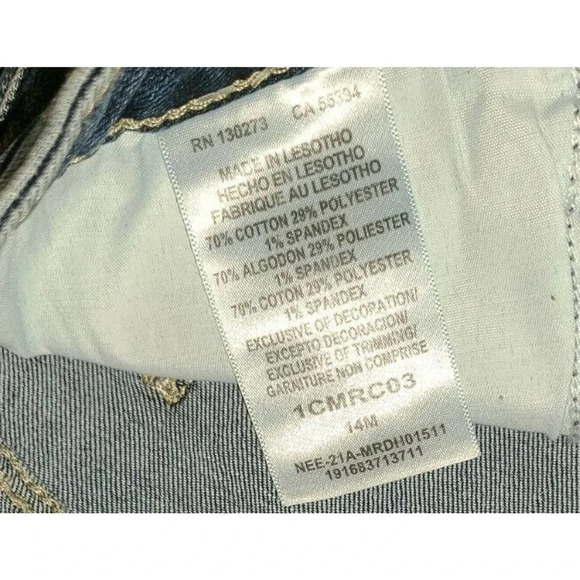 RN 130273 CA 55394
MADE IN LESOTHO
HECHO EN LESOTHO
FABRIQUE AU LESOTHO
70% COTTON 29% POLYESTER
1% SPANDEX
70% ALGODON 29% POLIESTER
1% SPANDEX
70% COTON 29% POLYESTER
1% SPANDEX
EXCLUSIVE OF DECORATION/
EXCEPTO DECORACION/
EXCLUSIVE OF TRIMMING/
GARNITURE NON COMPRISE
1CMRC03
14M
NEE-21A-MRDH01511
191683713711